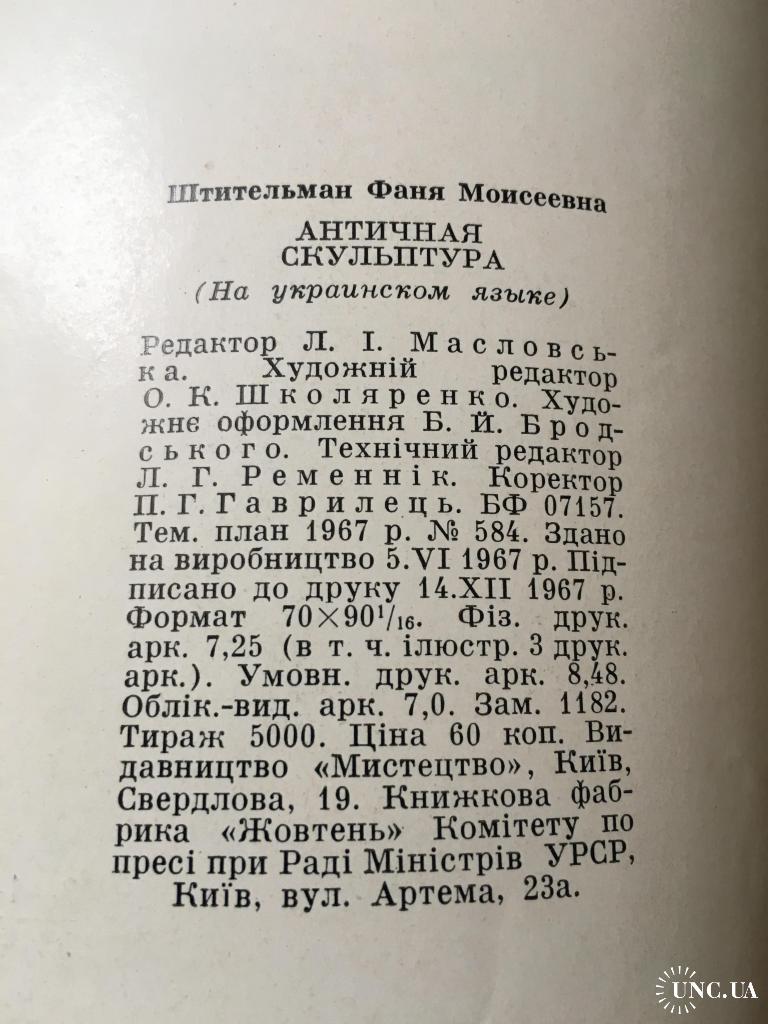 Штительман Фаня Моисеевна
АНТИЧНАЯ
СКУЛЬПТУРА
(На украинском языке)
Редактор Л. І. Масловсь-
ка. Художній редактор
О. К. Школяренко. Худо-
жнє оформлення Б. Й. Брод-
ського. Технічний редактор
Л. Г. Ременнік. Коректор
П. Г. Гаврилець. БФ 07157.
Тем. план 1967 р. № 584. Здано
на виробництво 5.VI 1967 р. Під-
писано до друку 14.XII 1967 р.
Формат 70×90¹/₁₆. Фіз. друк.
арк. 7,25 (в т. ч. ілюстр. 3 друк.
арк.). Умовн. друк. арк. 8,48.
Облік.-вид. арк. 7,0. Зам. 1182.
Тираж 5000. Ціна 60 коп. Ви-
давництво «Мистецтво», Київ,
Свердлова, 19. Книжкова фаб-
рика «Жовтень» Комітету по
пресі при Раді Міністрів УРСР,
Київ, вул. Артема, 23а.
UNC.UA